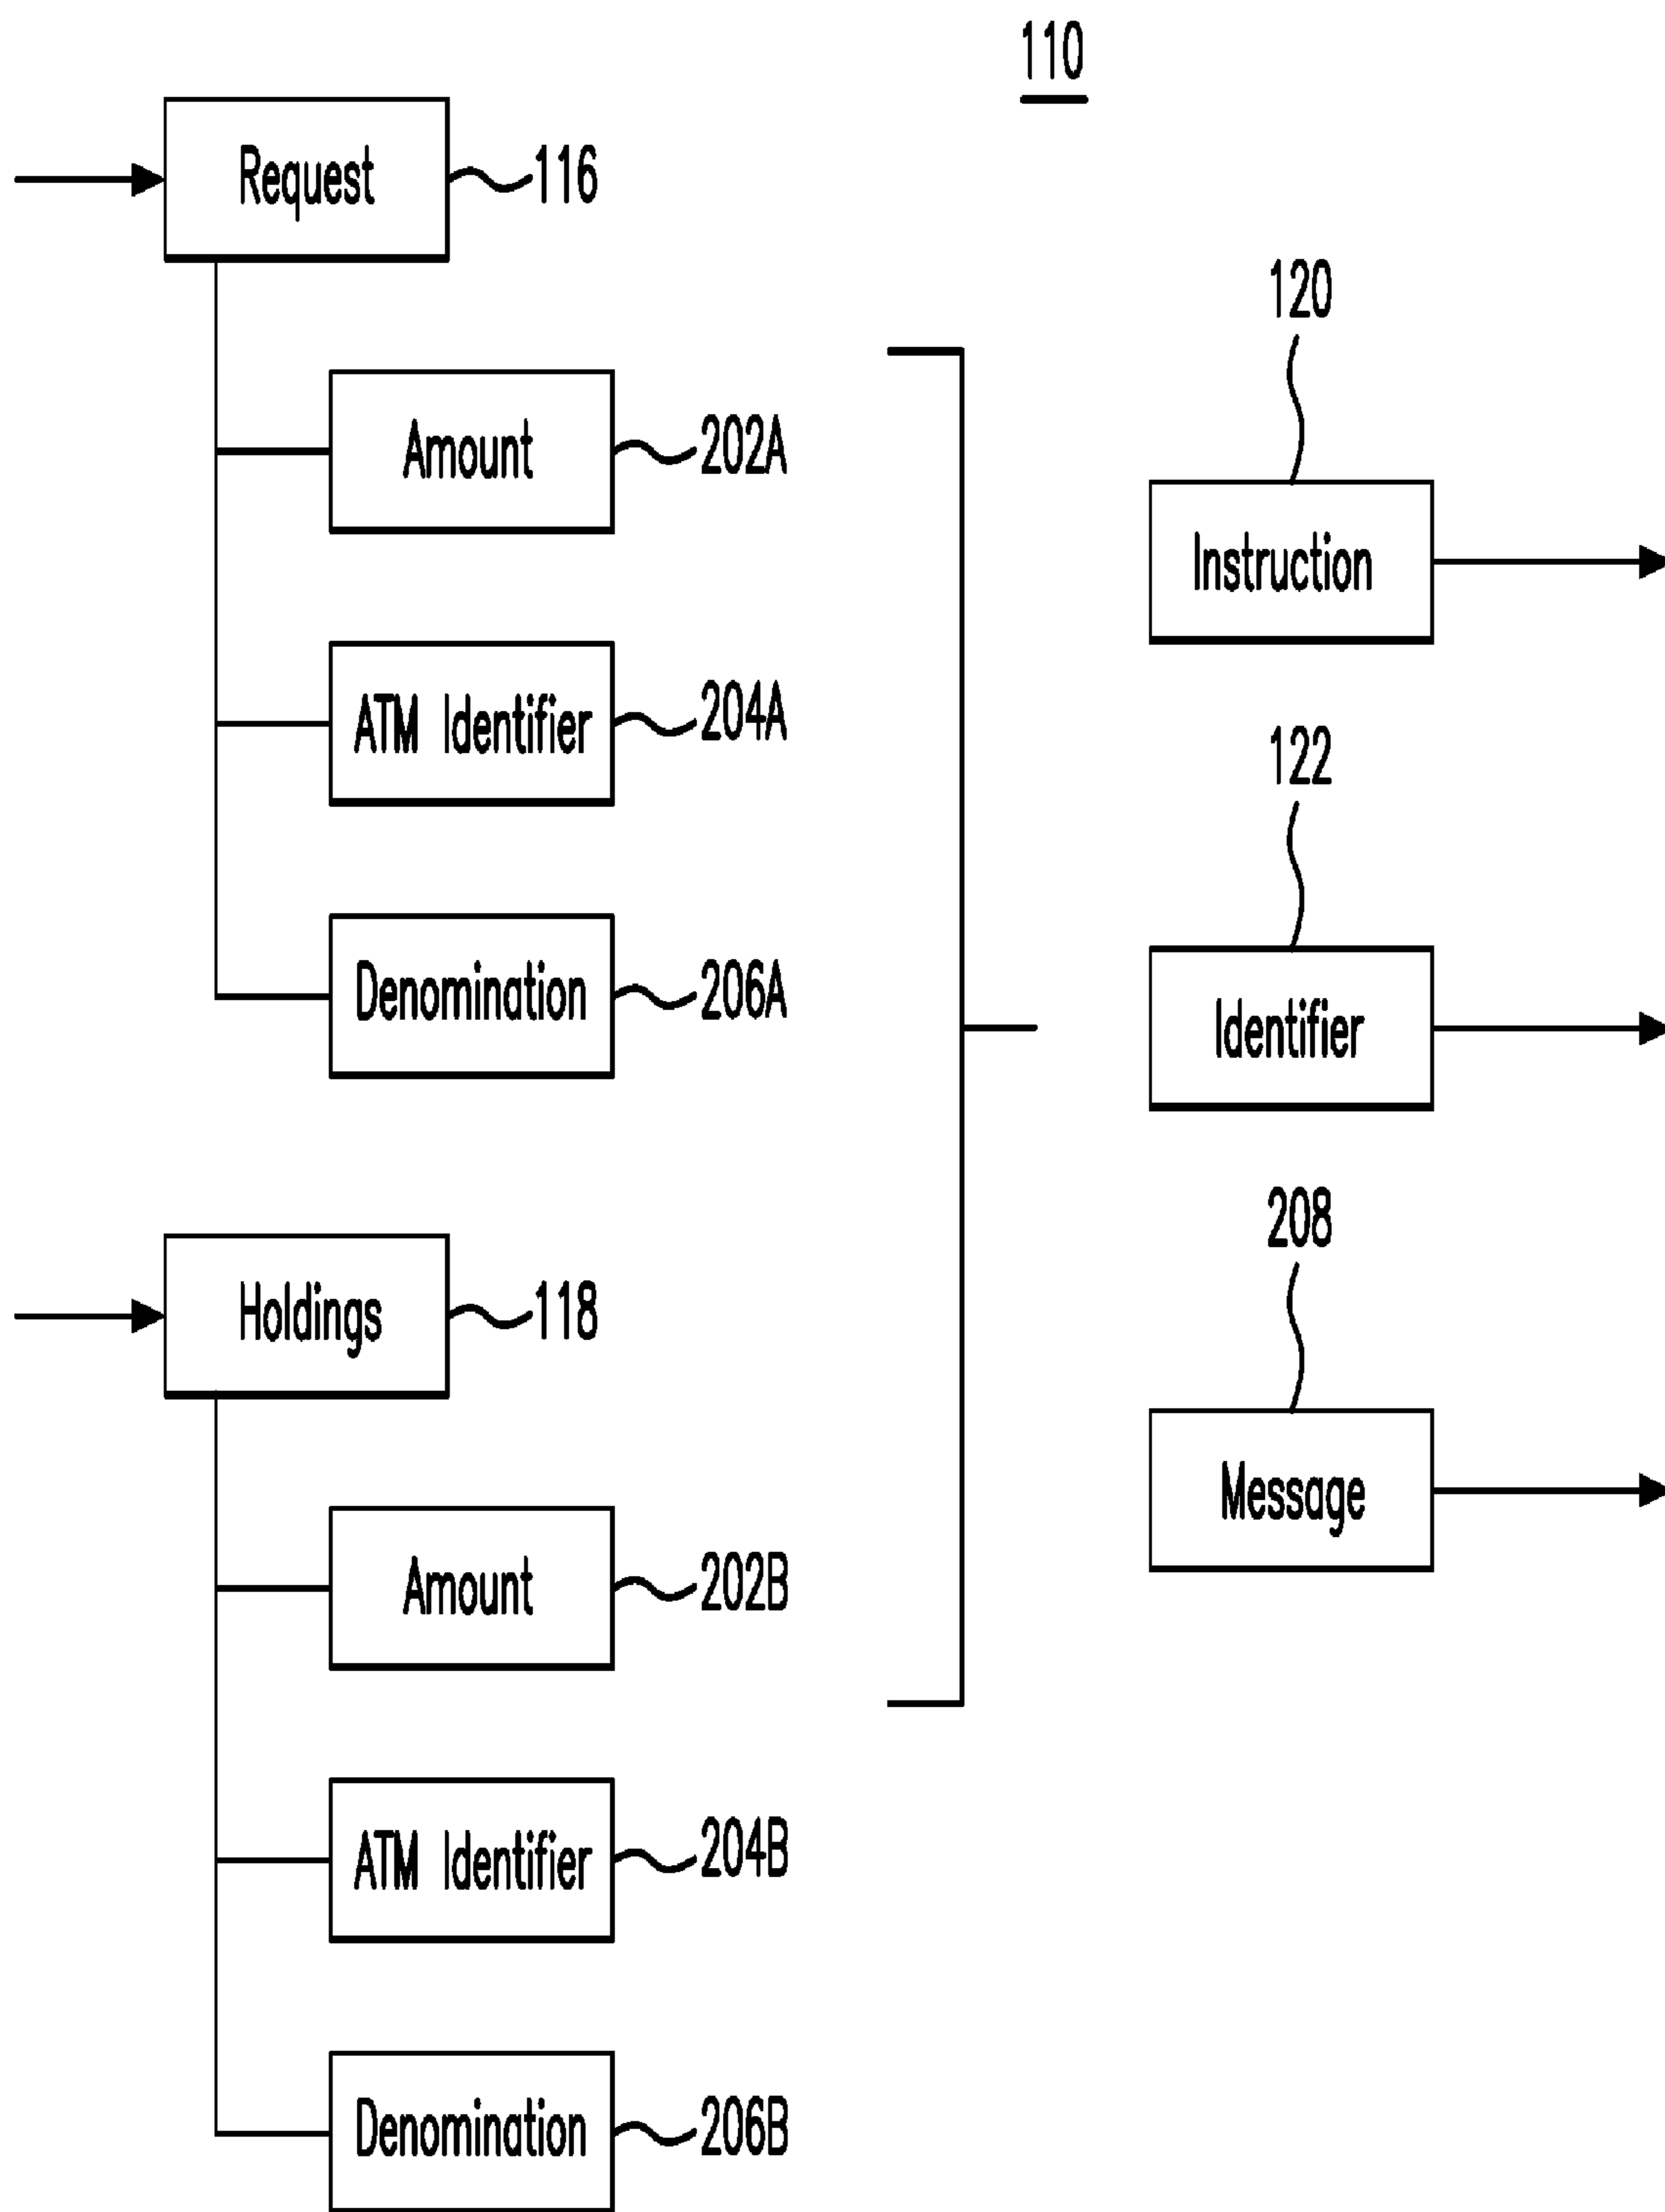 110
Request
116
120
Amount
202A
Instruction
ATM Identifier
204A
122
Denomination
206A
Identifier
208
Holdings
118
Message
Amount
202B
ATM Identifier
204B
Denomination
206B